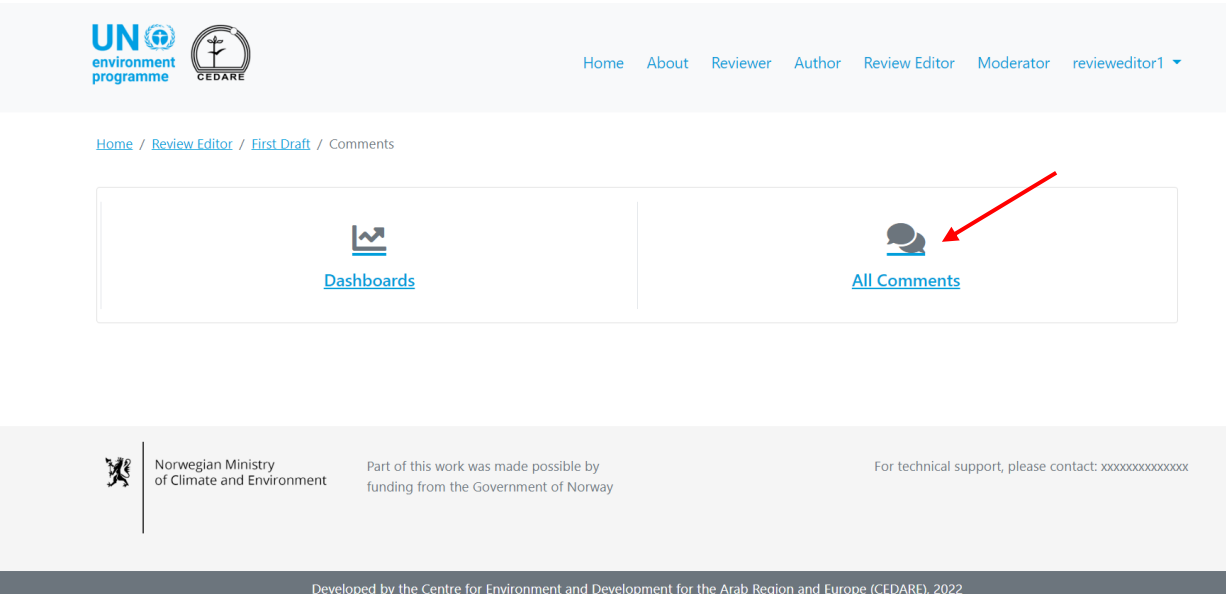 UN
environment
programme
CEDARE
Home About Reviewer Author Review Editor Moderator revieweditor1
Home / Review Editor / First Draft / Comments
Dashboards
All Comments
Norwegian Ministry
of Climate and Environment
Part of this work was made possible by
funding from the Government of Norway
For technical support, please contact: xxxxxxxxxxxxxx
Developed by the Centre for Environment and Development for the Arab Region and Europe (CEDARE), 2022